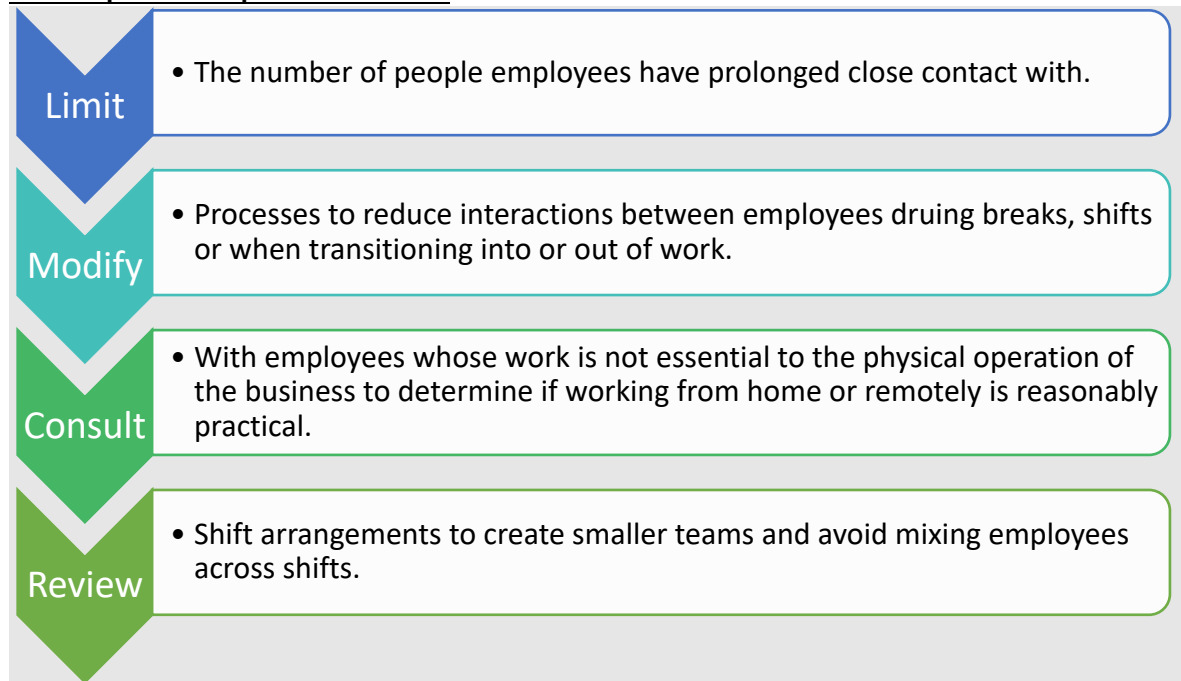 Limit
• The number of people employees have prolonged close contact with.
Modify
• Processes to reduce interactions between employees druing breaks, shifts
or when transitioning into or out of work.
Consult
• With employees whose work is not essential to the physical operation of
the business to determine if working from home or remotely is reasonably
practical.
Review
• Shift arrangements to create smaller teams and avoid mixing employees
across shifts.